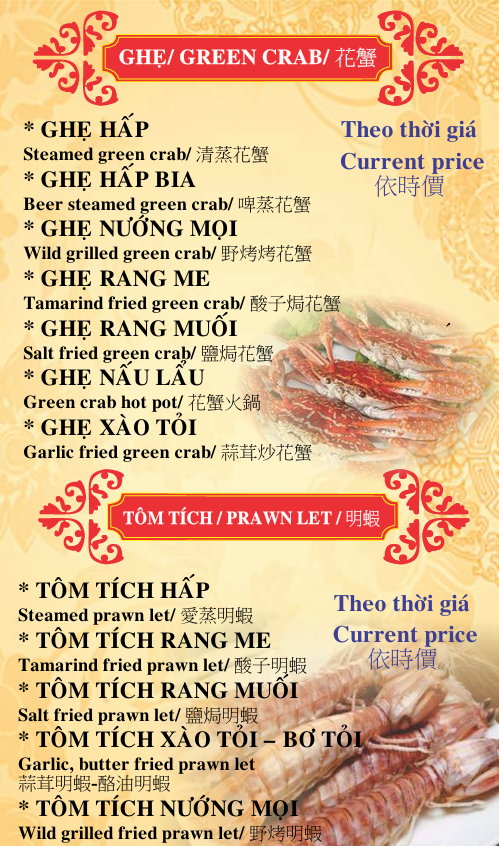 GHẸ/ GREEN CRAB/ 花蟹
* GHẸ HẤP
Steamed green crab/ 清蒸花蟹
* GHẸ HẤP BIA
Beer steamed green crab/ 啤蒸花蟹
* GHẸ NƯỚNG MỌI
Wild grilled green crab/ 野烤烤花蟹
* GHẸ RANG ME
Tamarind fried green crab/ 酸子焗花蟹
* GHẸ RANG MUỐI
Salt fried green crab/ 鹽焗花蟹
* GHẸ NẤU LẨU
Green crab hot pot/ 花蟹火鍋
* GHẸ XÀO TỎI
Garlic fried green crab/ 蒜茸炒花蟹
Theo thời giá
Current price
依時價
TÔM TÍCH / PRAWN LET / 明蝦
* TÔM TÍCH HẤP
Steamed prawn let/ 愛蒸明蝦
* TÔM TÍCH RANG ME
Tamarind fried prawn let/ 酸子明蝦
* TÔM TÍCH RANG MUỐI
Salt fried prawn let/ 鹽焗明蝦
* TÔM TÍCH XÀO TỎI – BƠ TỎI
Garlic, butter fried prawn let
蒜茸明蝦-酪油明蝦
* TÔM TÍCH NƯỚNG MỌI
Wild grilled fried prawn let/ 野烤明蝦
Theo thời giá
Current price
依時價